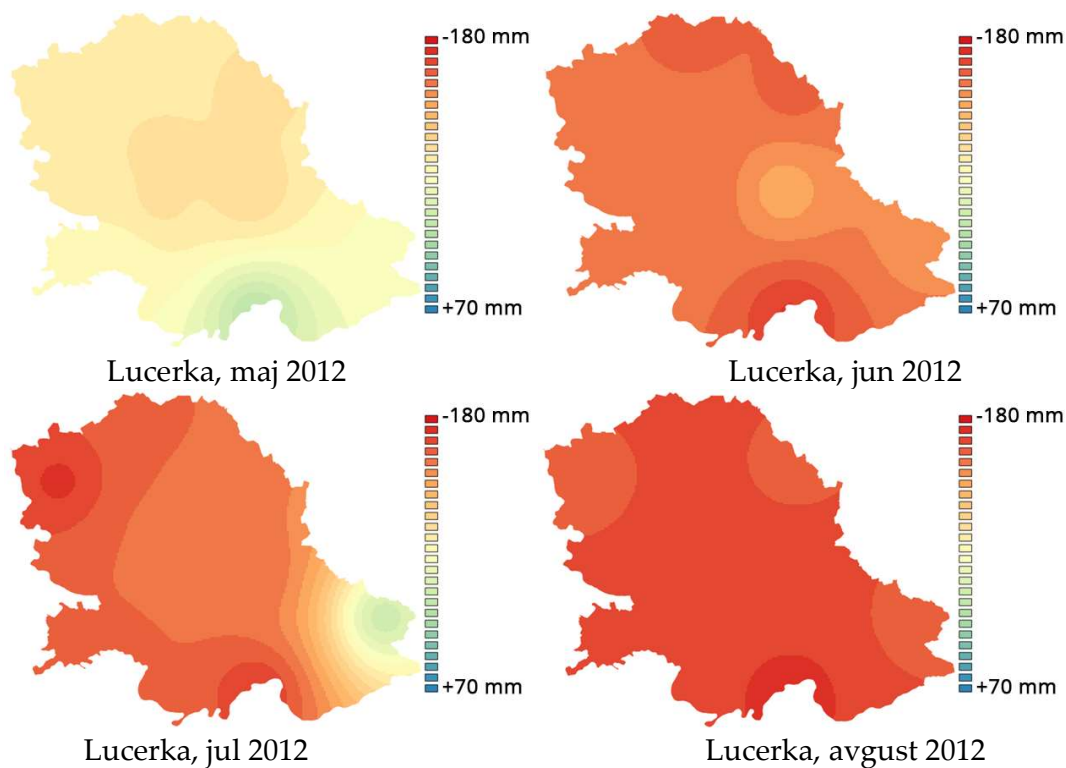 -180 mm
+70 mm
Lucerka, maj 2012
-180 mm
+70 mm
Lucerka, jun 2012
-180 mm
+70 mm
Lucerka, jul 2012
-180 mm
+70 mm
Lucerka, avgust 2012